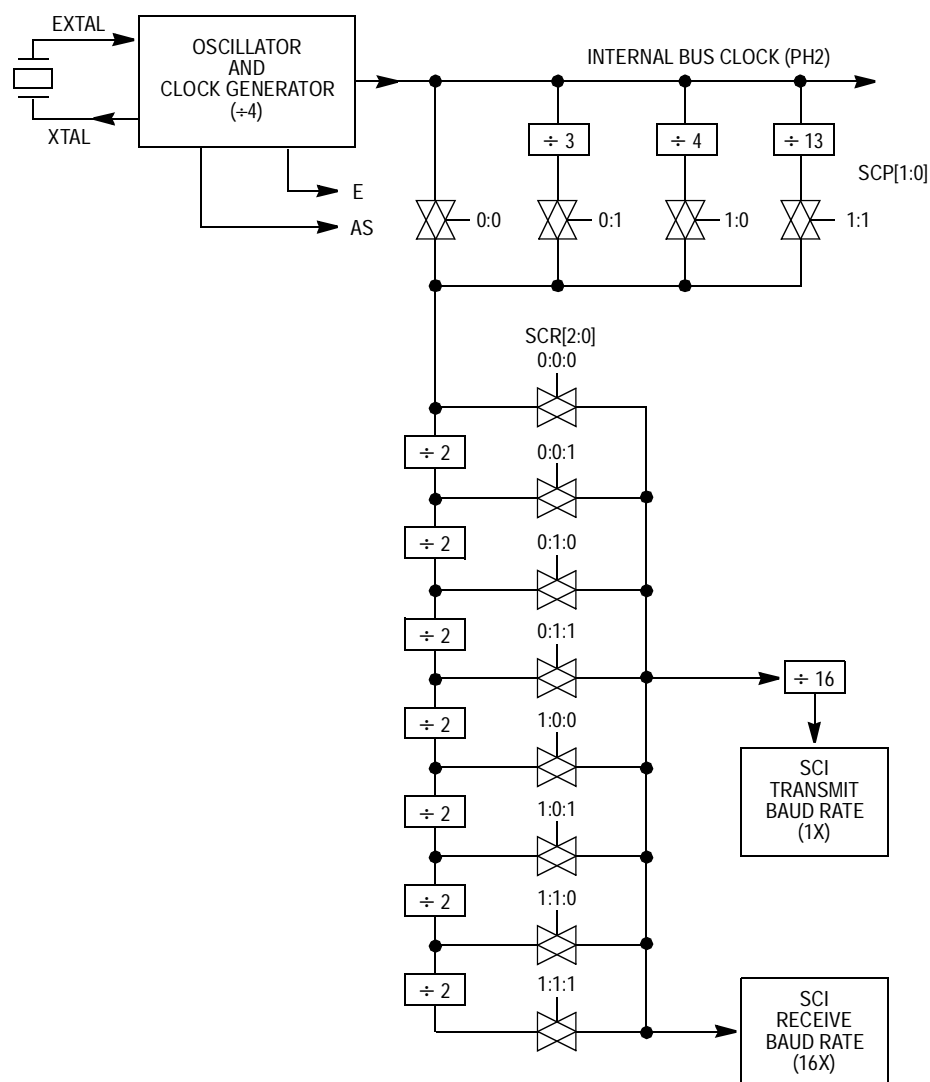 EXTAL
OSCILLATOR
AND
CLOCK GENERATOR
(÷4)
XTAL
E
AS
INTERNAL BUS CLOCK (PH2)
÷ 3
÷ 4
÷ 13
SCP[1:0]
0:0
0:1
1:0
1:1
SCR[2:0]
0:0:0
÷ 2
0:0:1
÷ 2
0:1:0
÷ 2
0:1:1
÷ 2
1:0:0
÷ 2
1:0:1
÷ 2
1:1:0
÷ 2
1:1:1
÷ 16
SCI
TRANSMIT
BAUD RATE
(1X)
SCI
RECEIVE
BAUD RATE
(16X)